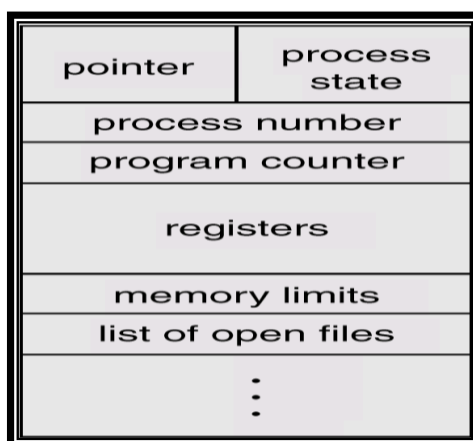 pointer
process
state
process number
program counter
registers
memory limits
list of open files
⋮